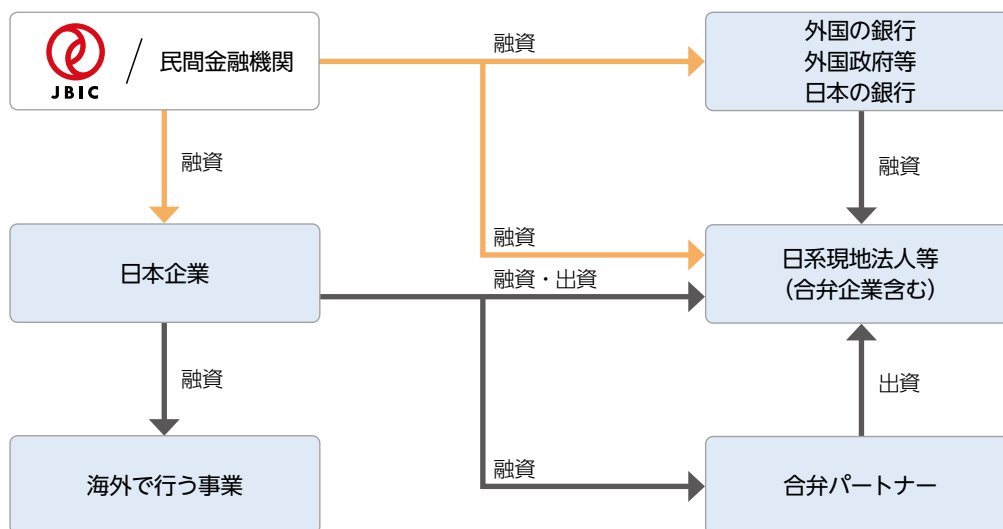 JBIC
／
民間金融機関
融資
外国の銀行
外国政府等
日本の銀行
融資
融資
融資
日本企業
融資・出資
日系現地法人等
（合弁企業含む）
融資
出資
融資
海外で行う事業
合弁パートナー